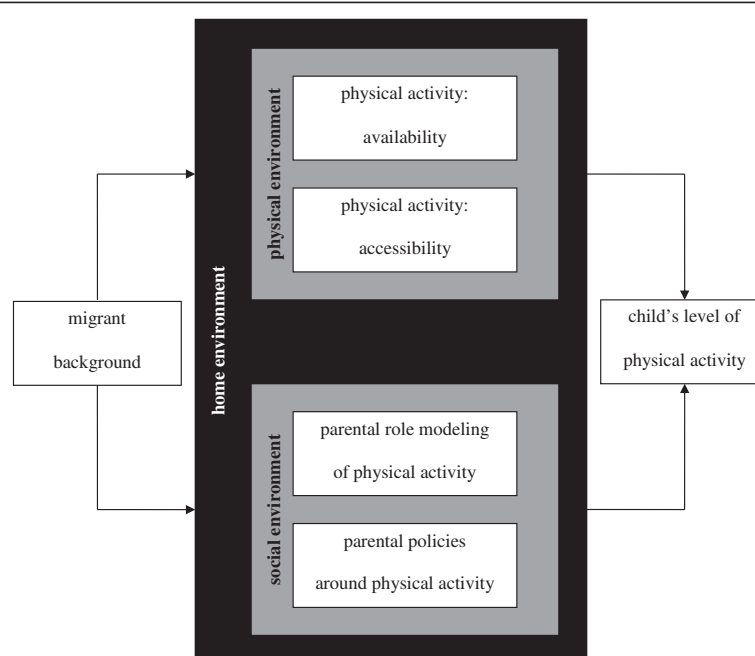 migrant
background
home environment
physical environment
physical activity:
availability
physical activity:
accessibility
social environment
parental role modeling
of physical activity
parental policies
around physical activity
child’s level of
physical activity